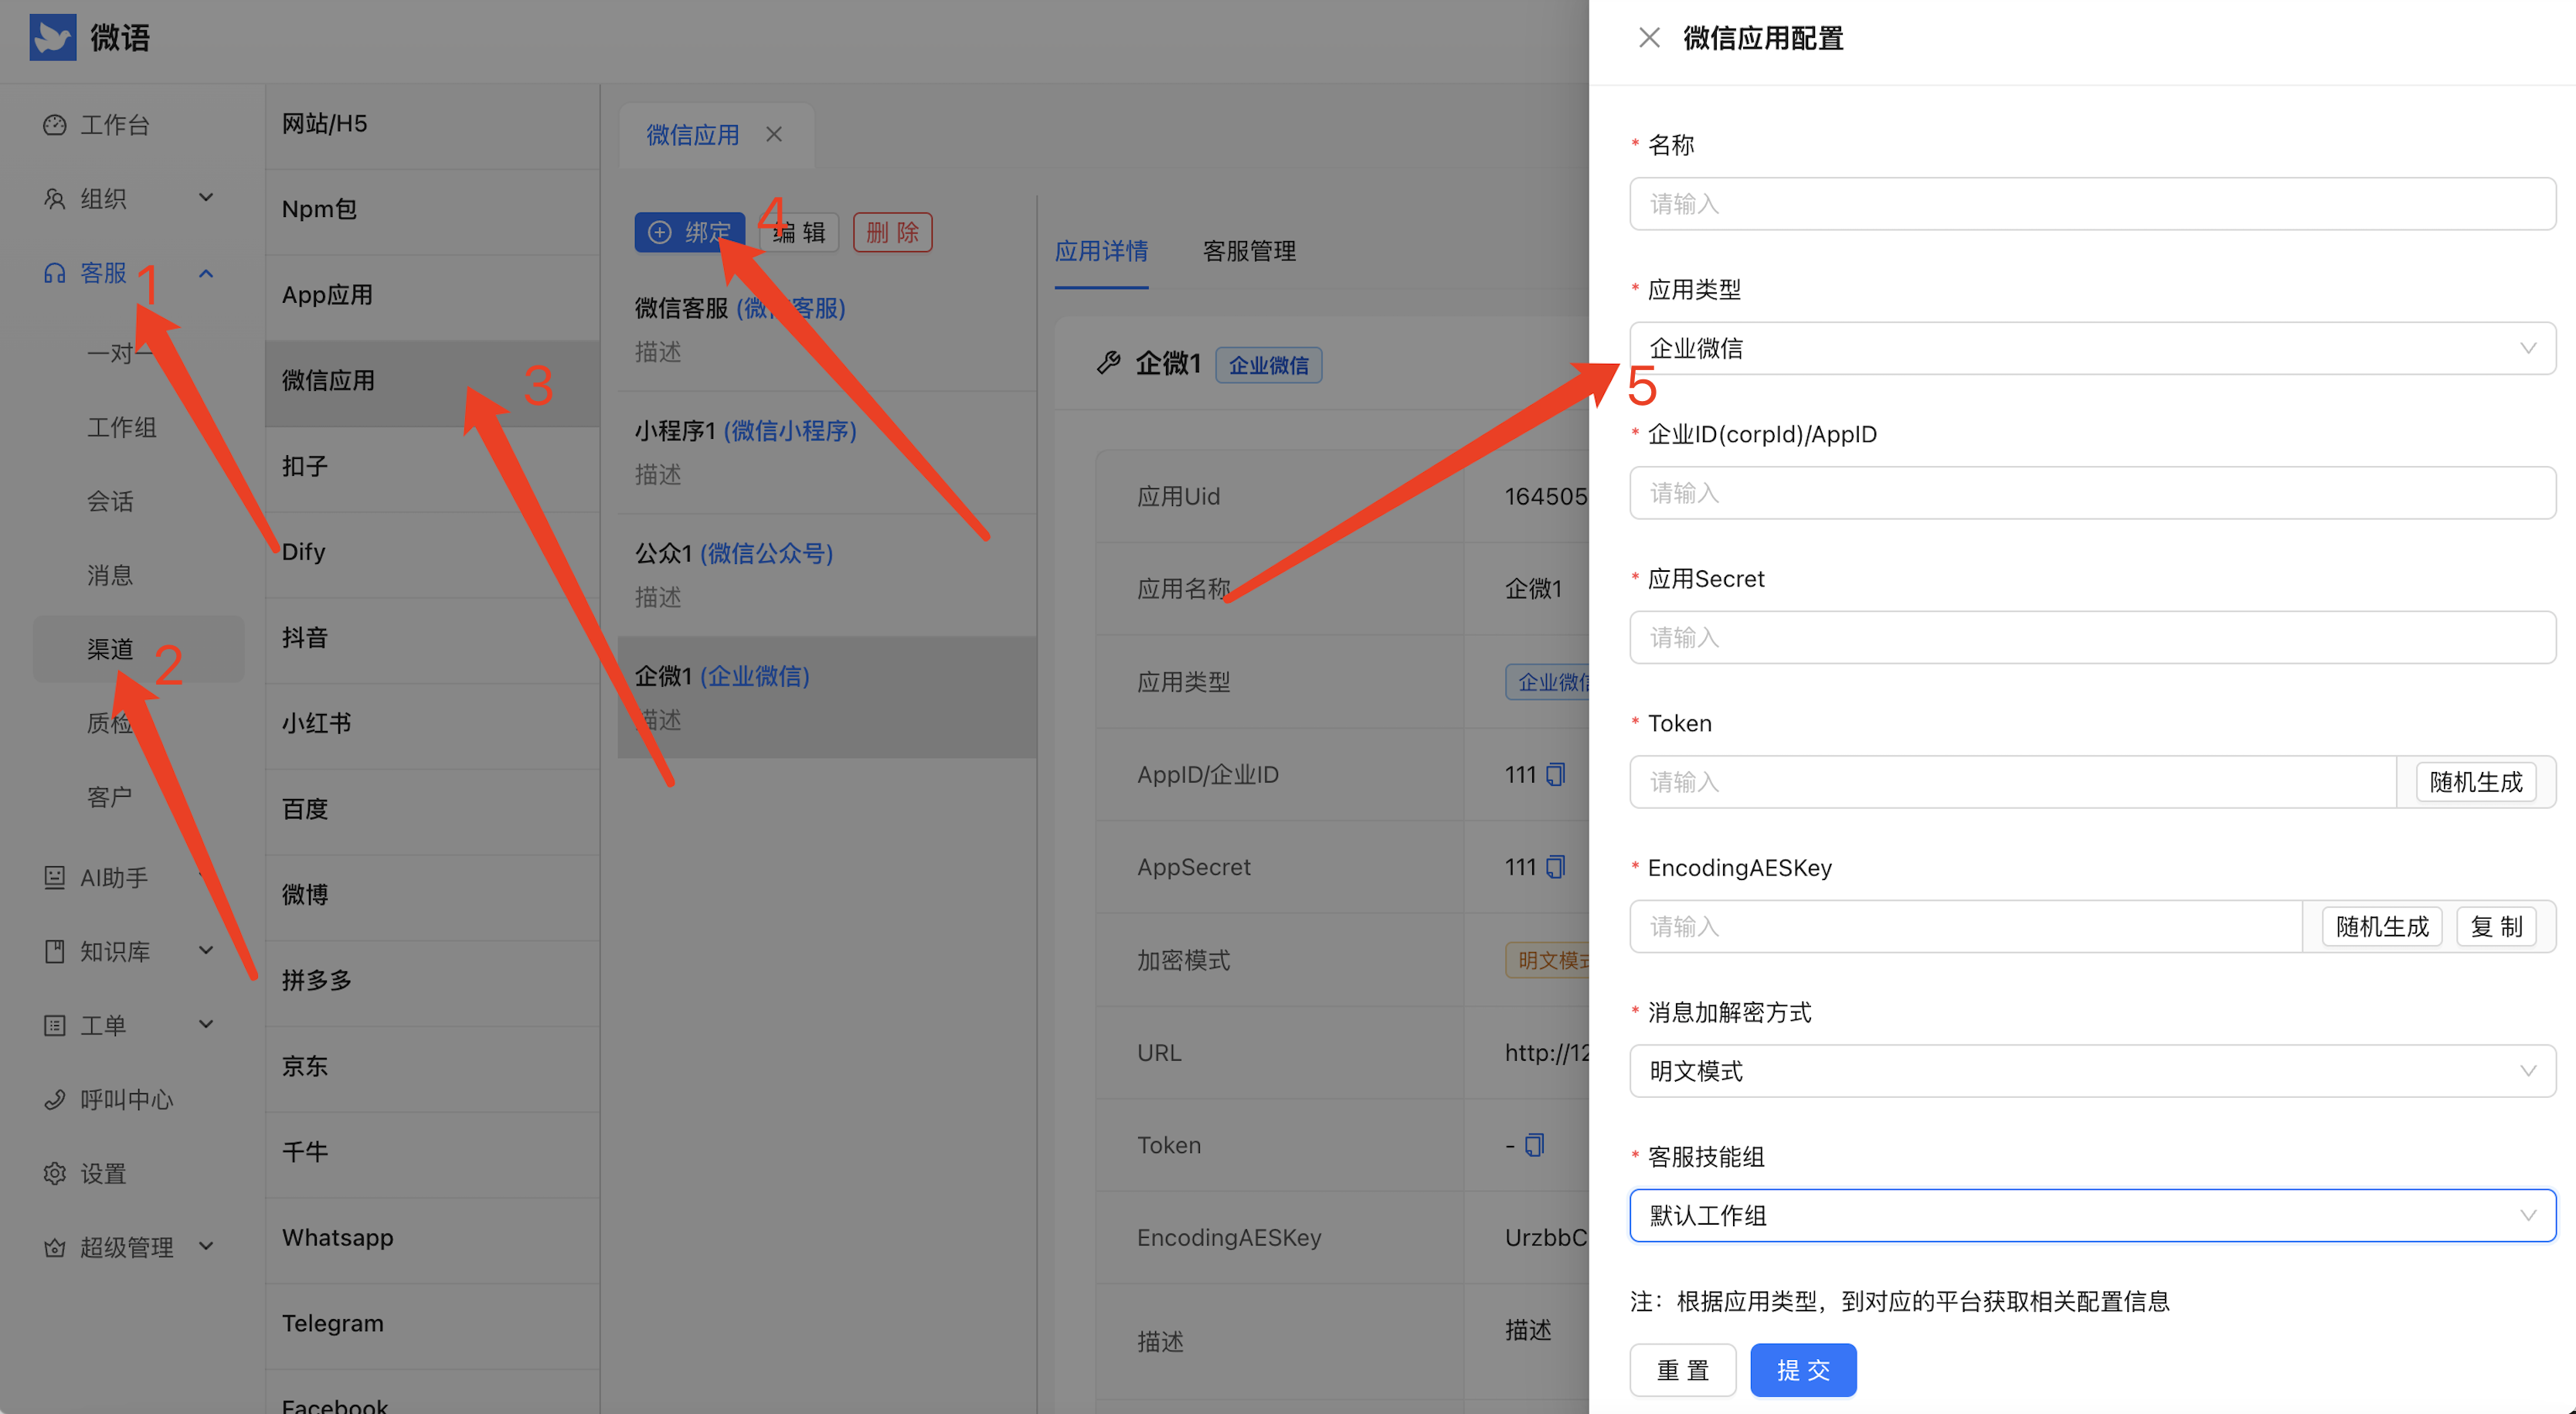 微语
工作台
组织
客服
1
一对一
工作组
会话
消息
渠道
2
质检
客户
AI助手
知识库
工单
呼叫中心
设置
超级管理
网站/H5
Npm包
App应用
微信应用
3
扣子
Dify
抖音
小红书
百度
微博
拼多多
京东
千牛
Whatsapp
Telegram
Facebook
微信应用
绑定
4
编 辑
删 除
微信客服 (微信客服)
描述
小程序1 (微信小程序)
描述
公众1 (微信公众号)
描述
企微1 (企业微信)
描述
应用详情
客服管理
企微1
企业微信
应用Uid
164505
应用名称
企微1
应用类型
企业微信
AppID/企业ID
111
AppSecret
111
加密模式
明文模式
URL
http://12
Token
-
EncodingAESKey
UrzbbC
描述
描述
微信应用配置
* 名称
请输入
* 应用类型
企业微信
5
* 企业ID(corpId)/AppID
请输入
* 应用Secret
请输入
* Token
请输入
随机生成
* EncodingAESKey
请输入
随机生成
复 制
* 消息加解密方式
明文模式
* 客服技能组
默认工作组
注：根据应用类型，到对应的平台获取相关配置信息
重 置
提 交